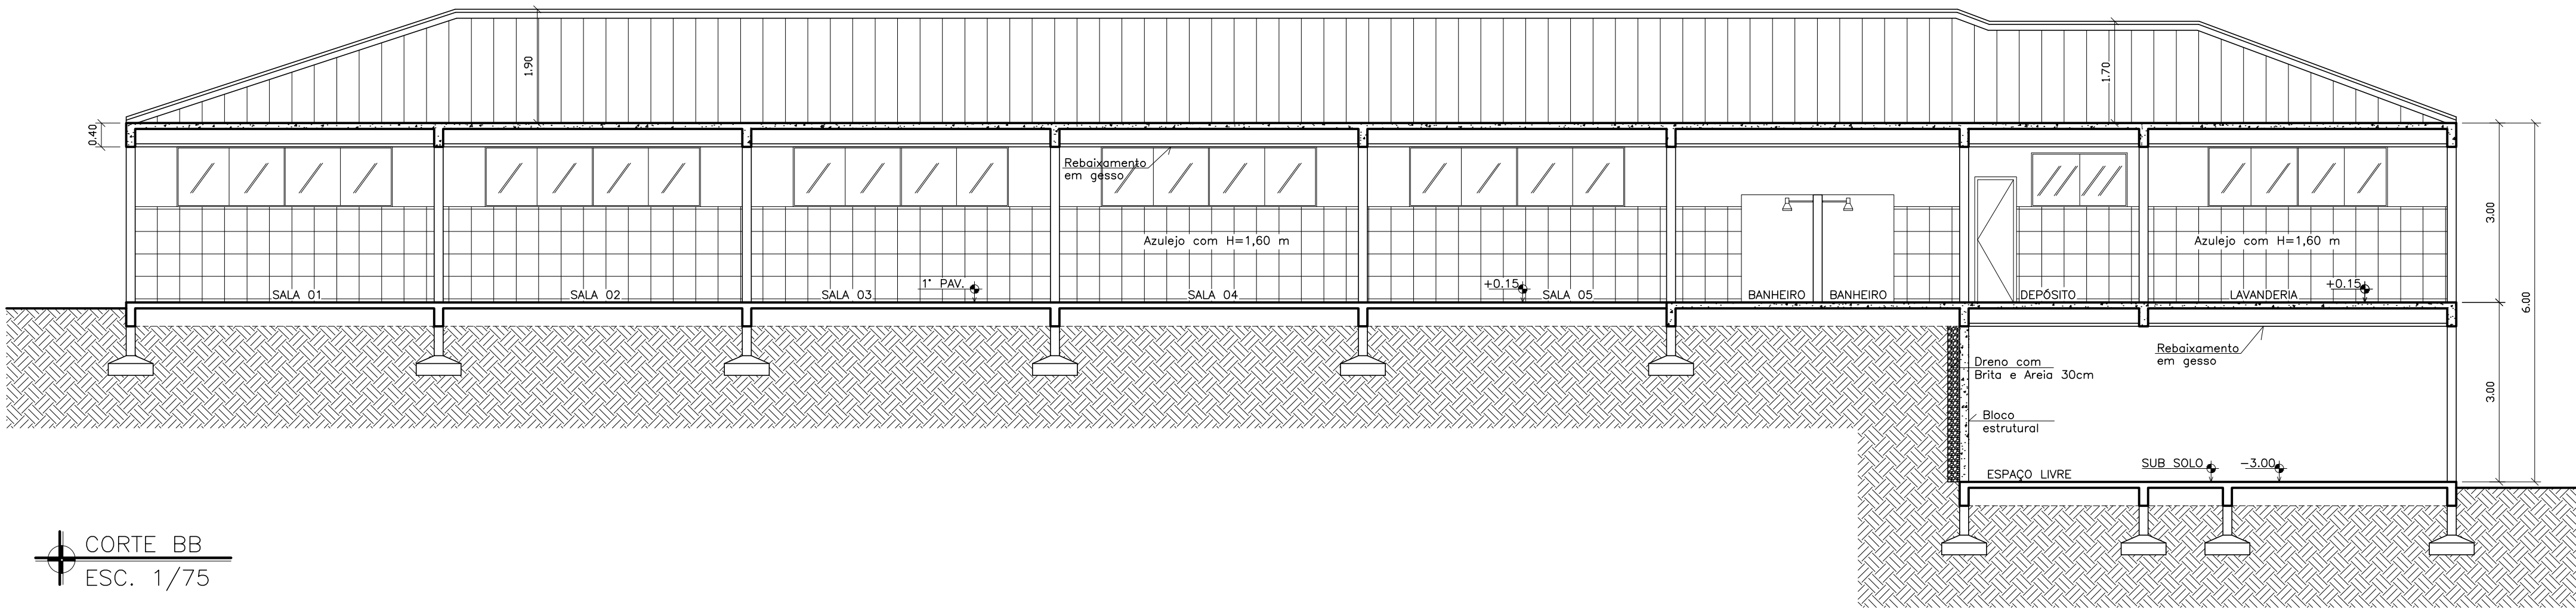 1.90
1.70
0.40
Rebaixamento
em gesso
3.00
Azulejo com H=1,60 m
Azulejo com H=1,60 m
1° PAV.
+0.15
+0.15
SALA 01
SALA 02
SALA 03
SALA 04
SALA 05
BANHEIRO
BANHEIRO
DEPÓSITO
LAVANDERIA
6.00
Rebaixamento
em gesso
Dreno com
Brita e Areia 30cm
3.00
Bloco
estrutural
SUB SOLO
-3.00
ESPAÇO LIVRE
CORTE BB
ESC. 1/75